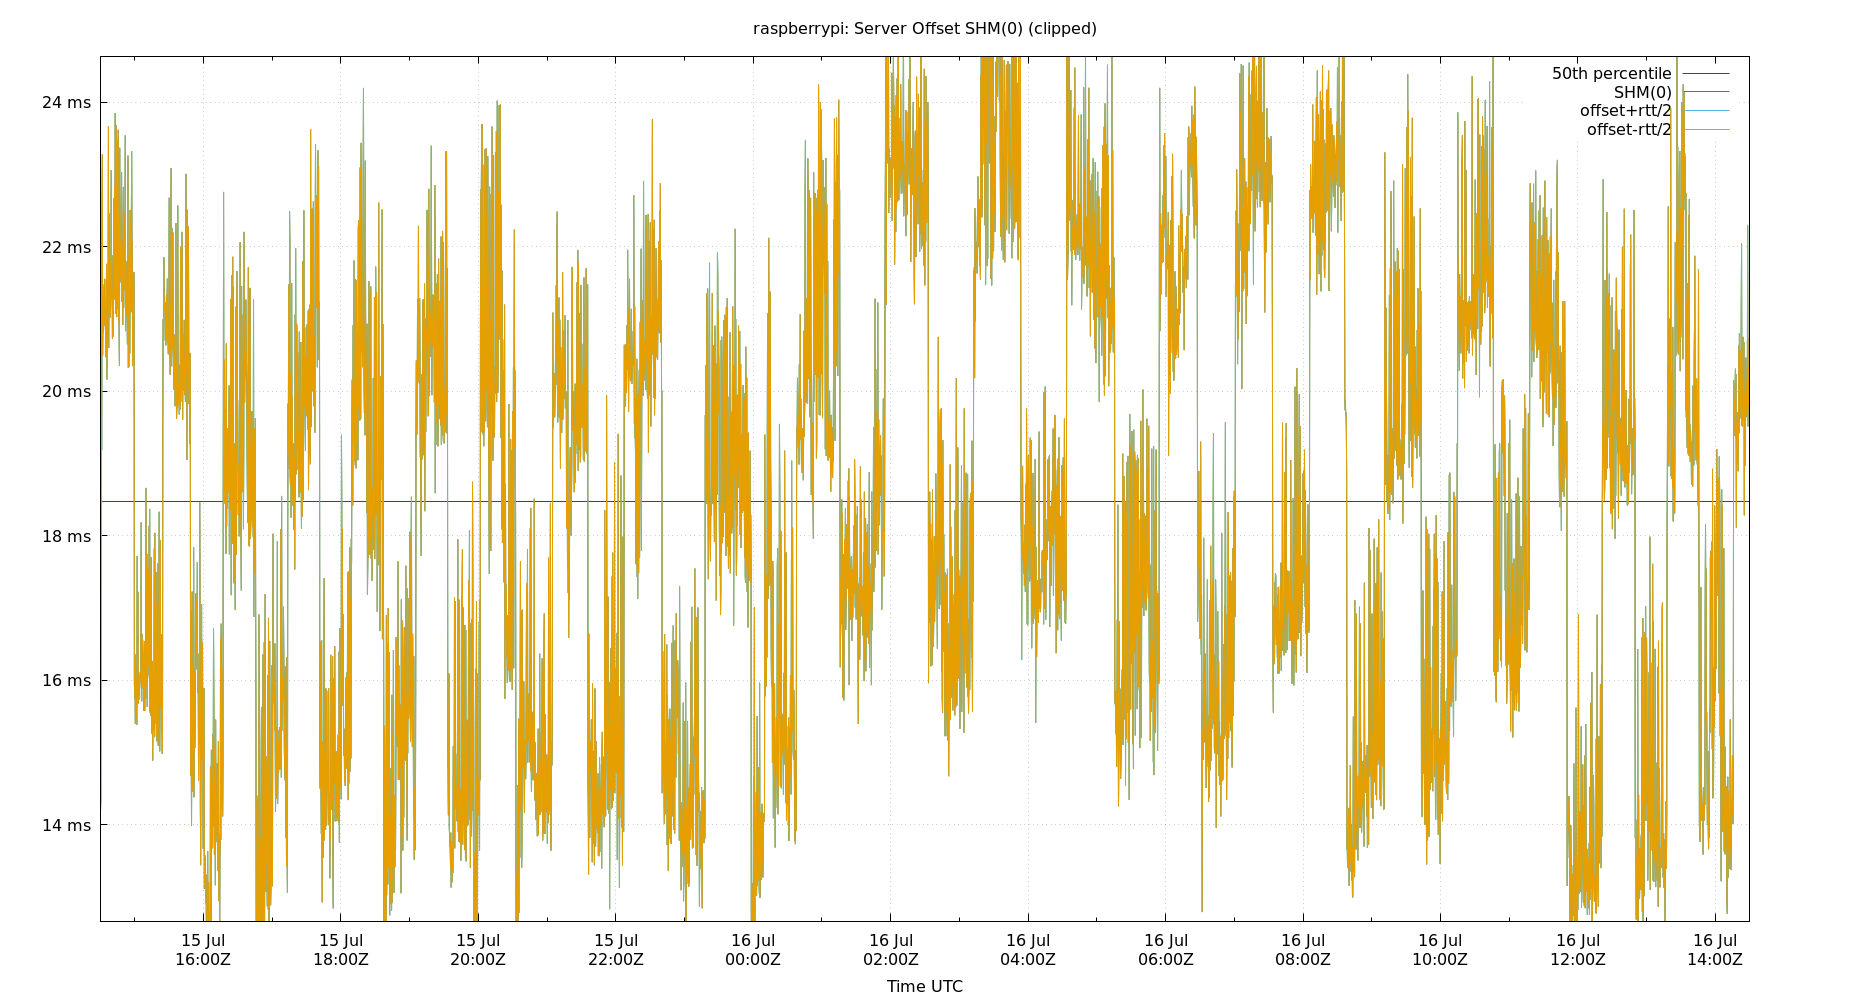 raspberrypi: Server Offset SHM(0) (clipped)
50th percentile
SHM(0)
offset+rtt/2
offset-rtt/2
24 ms
22 ms
20 ms
18 ms
16 ms
14 ms
15 Jul 15 Jul 15 Jul 15 Jul 16 Jul 16 Jul 16 Jul 16 Jul 16 Jul 16 Jul 16 Jul 16 Jul
16:00Z 18:00Z 20:00Z 22:00Z 00:00Z 02:00Z 04:00Z 06:00Z 08:00Z 10:00Z 12:00Z 14:00Z
Time UTC